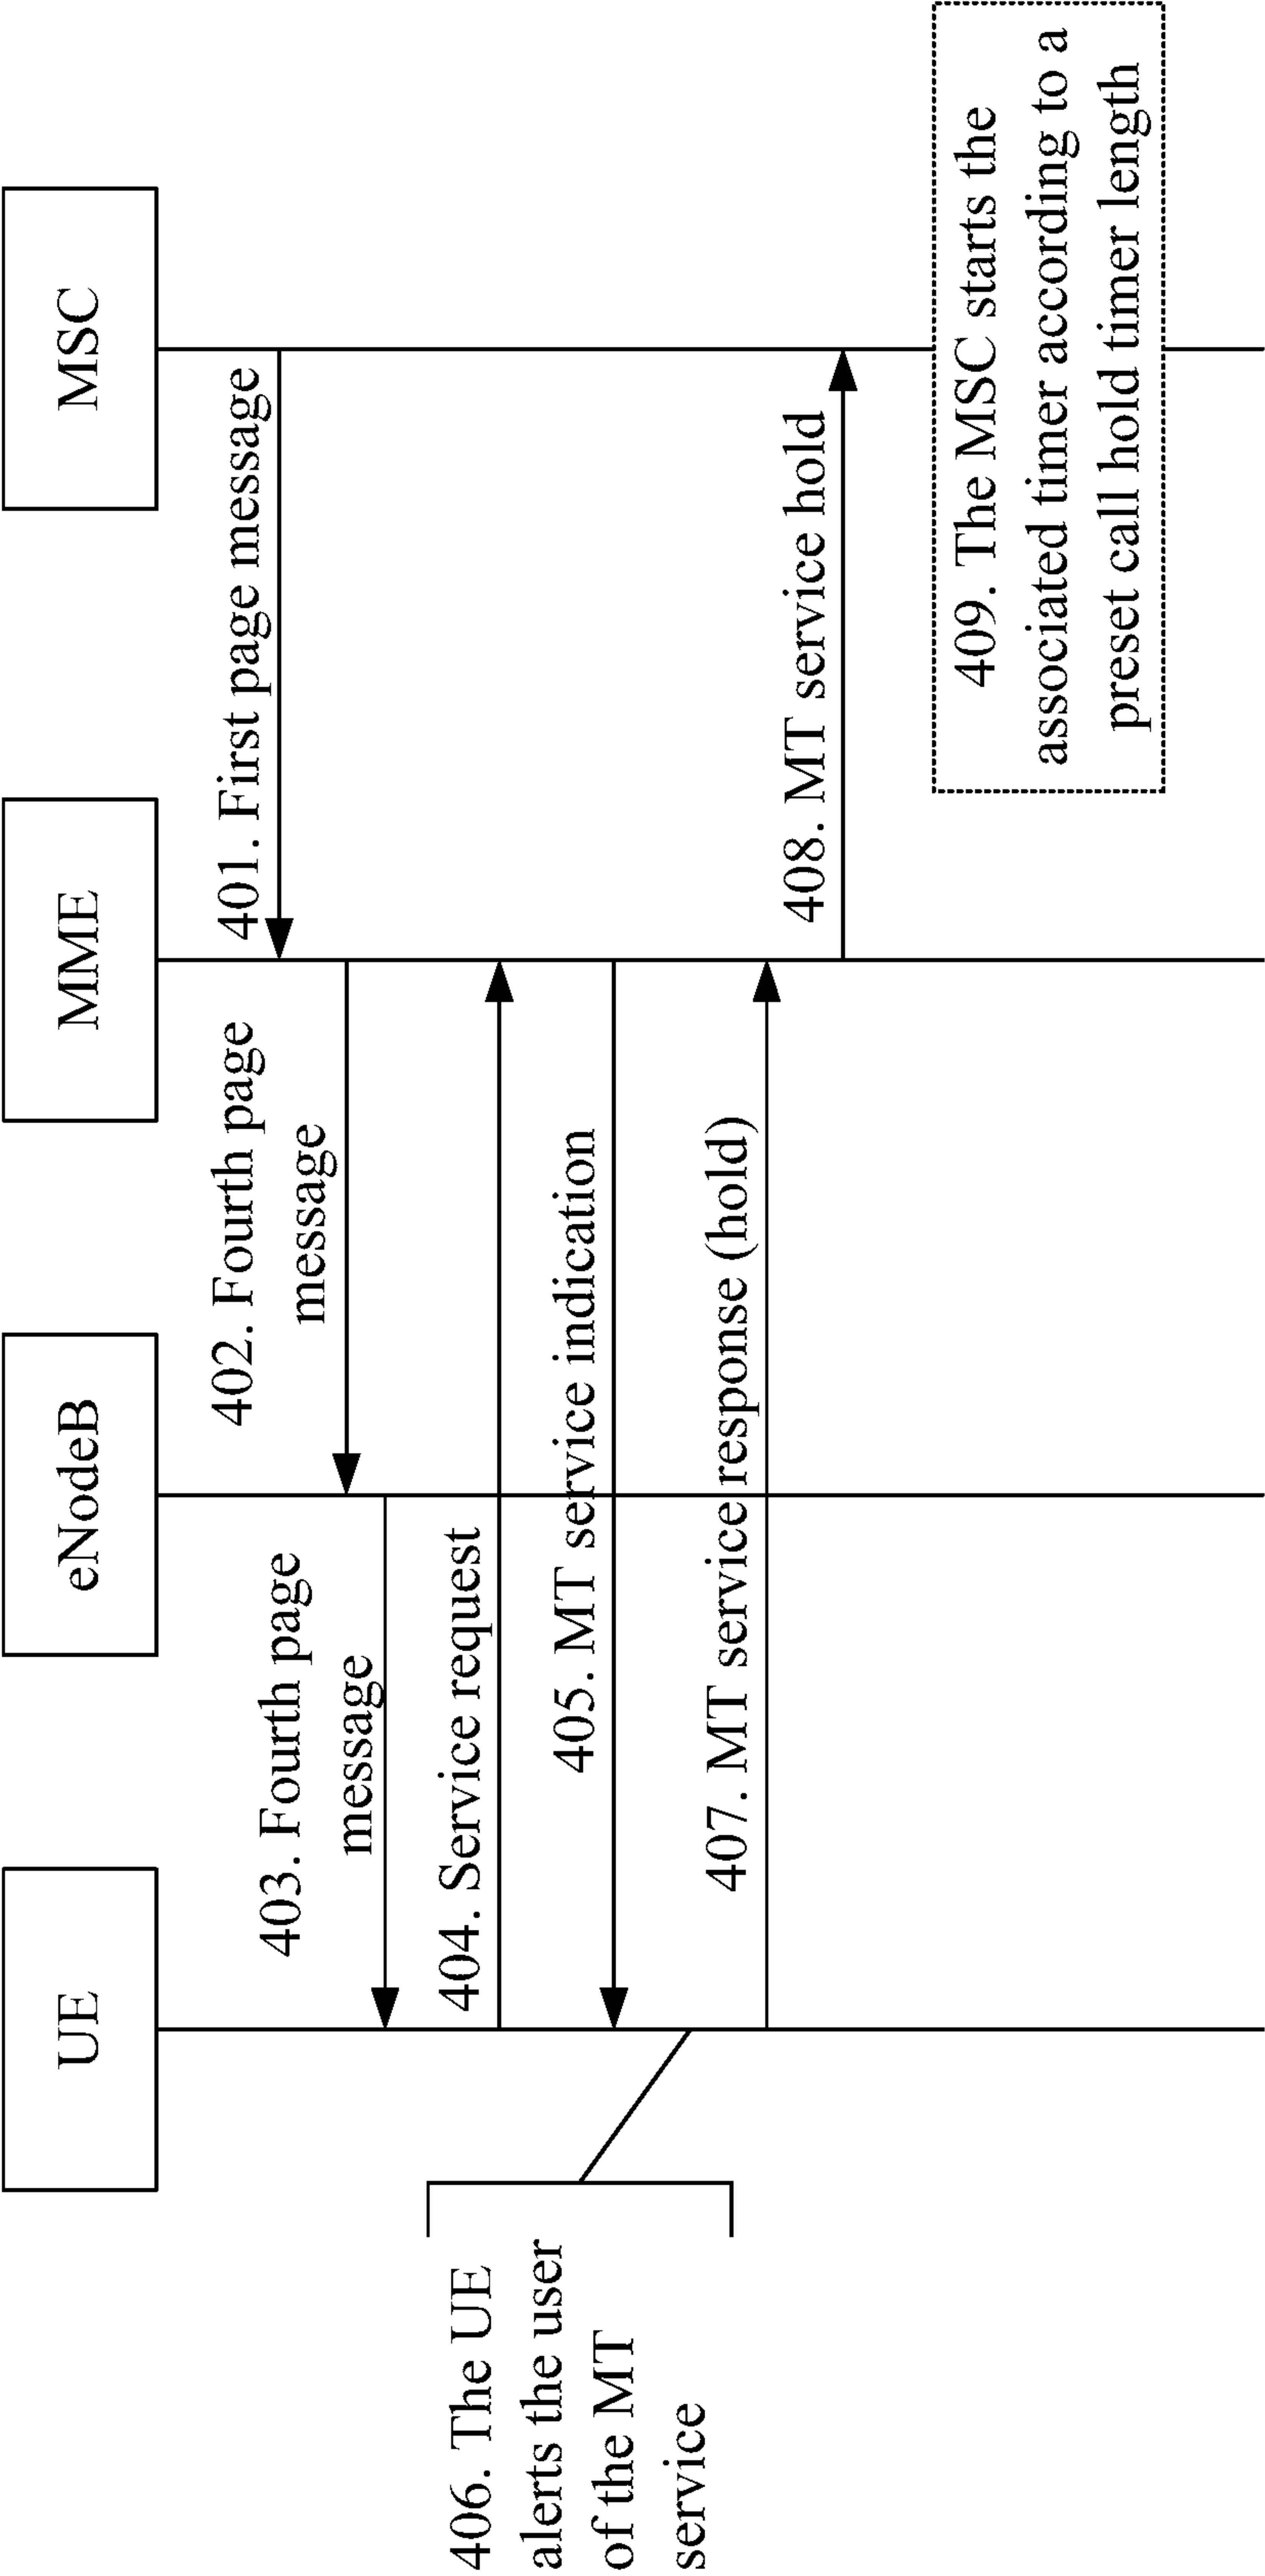 UE
eNodeB
MME
MSC
401. First page message
402. Fourth page
message
403. Fourth page
message
404. Service request
405. MT service indication
406. The UE
alerts the user
of the MT
service
407. MT service response (hold)
408. MT service hold
409. The MSC starts the
associated timer according to a
preset call hold timer length